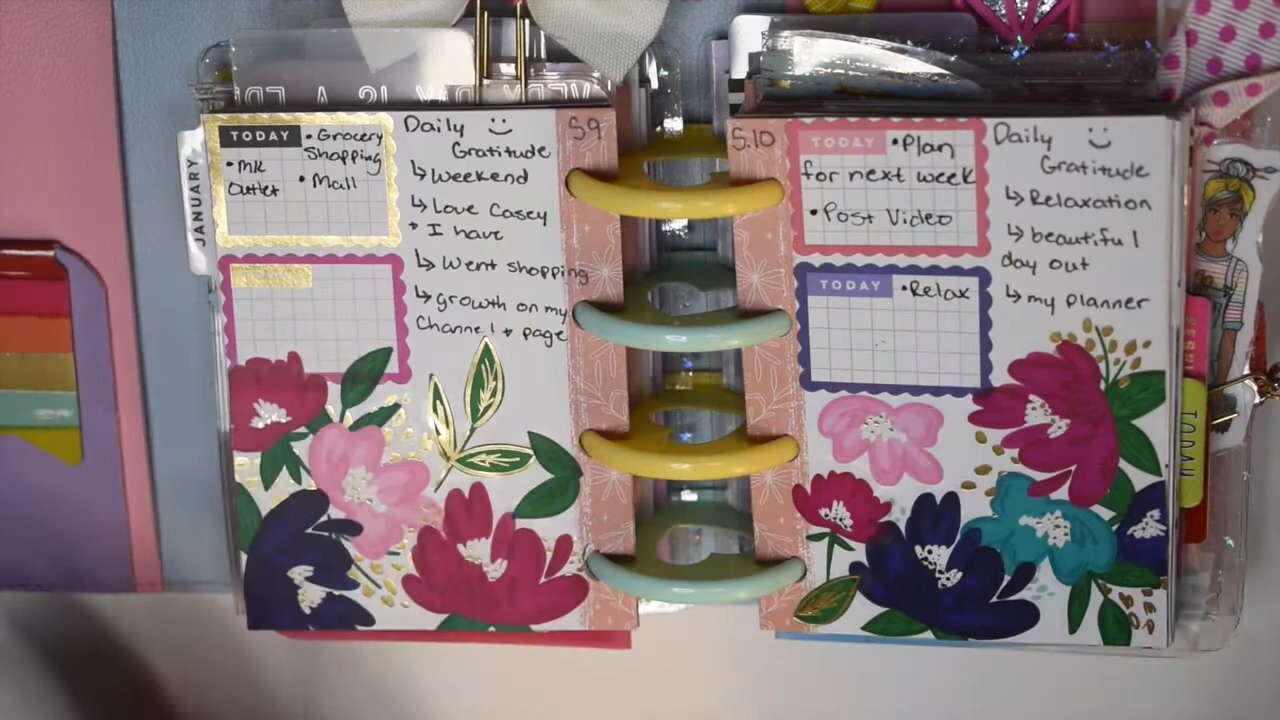 JANUARY
TODAY
• Grocery
Shopping
• Mk
Outlet
• Mall
Daily
Gratitude
↳ Weekend
↳ Love Casey
+ I have
↳ Went shopping
↳ growth on my
Channel + page
S9
S.10
TODAY
• Plan
for next week
• Post Video
TODAY
• Relax
Daily
Gratitude
↳ Relaxation
↳ beautiful
day out
↳ my planner
TODAY